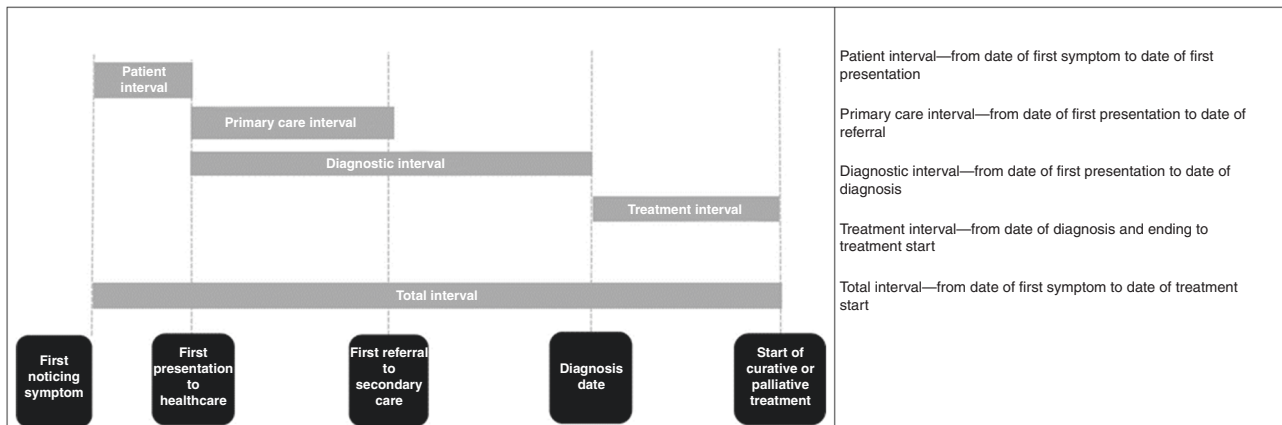 Patient
interval
Primary care interval
Diagnostic interval
Treatment interval
Total interval
First
noticing
symptom
First
presentation
to
healthcare
First referral
to
secondary
care
Diagnosis
date
Start of
curative or
palliative
treatment
Patient interval—from date of first symptom to date of first
presentation
Primary care interval—from date of first presentation to date of
referral
Diagnostic interval—from date of first presentation to date of
diagnosis
Treatment interval—from date of diagnosis and ending to
treatment start
Total interval—from date of first symptom to date of treatment
start